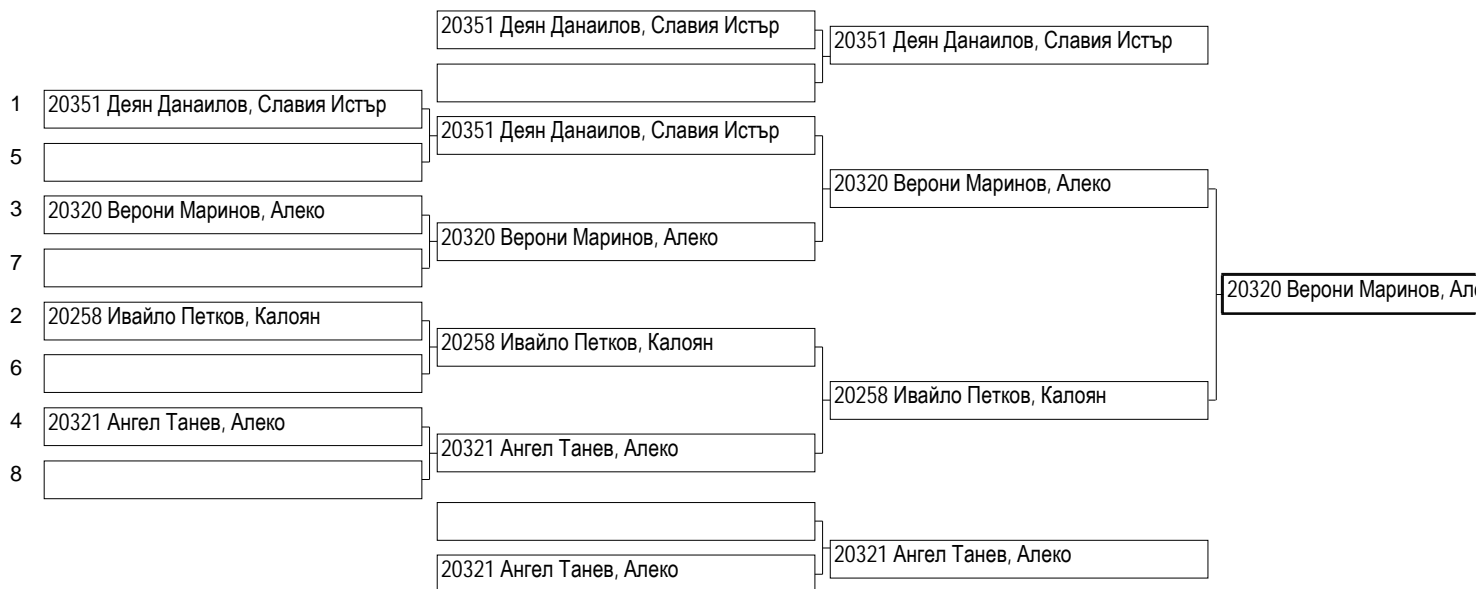 20351 Деян Данаилов, Славия Истър
20351 Деян Данаилов, Славия Истър
1 20351 Деян Данаилов, Славия Истър
20351 Деян Данаилов, Славия Истър
5
20320 Верони Маринов, Алеко
3 20320 Верони Маринов, Алеко
20320 Верони Маринов, Алеко
7
20320 Верони Маринов, Але
2 20258 Ивайло Петков, Калоян
20258 Ивайло Петков, Калоян
6
20258 Ивайло Петков, Калоян
4 20321 Ангел Танев, Алеко
20321 Ангел Танев, Алеко
8
20321 Ангел Танев, Алеко
20321 Ангел Танев, Алеко